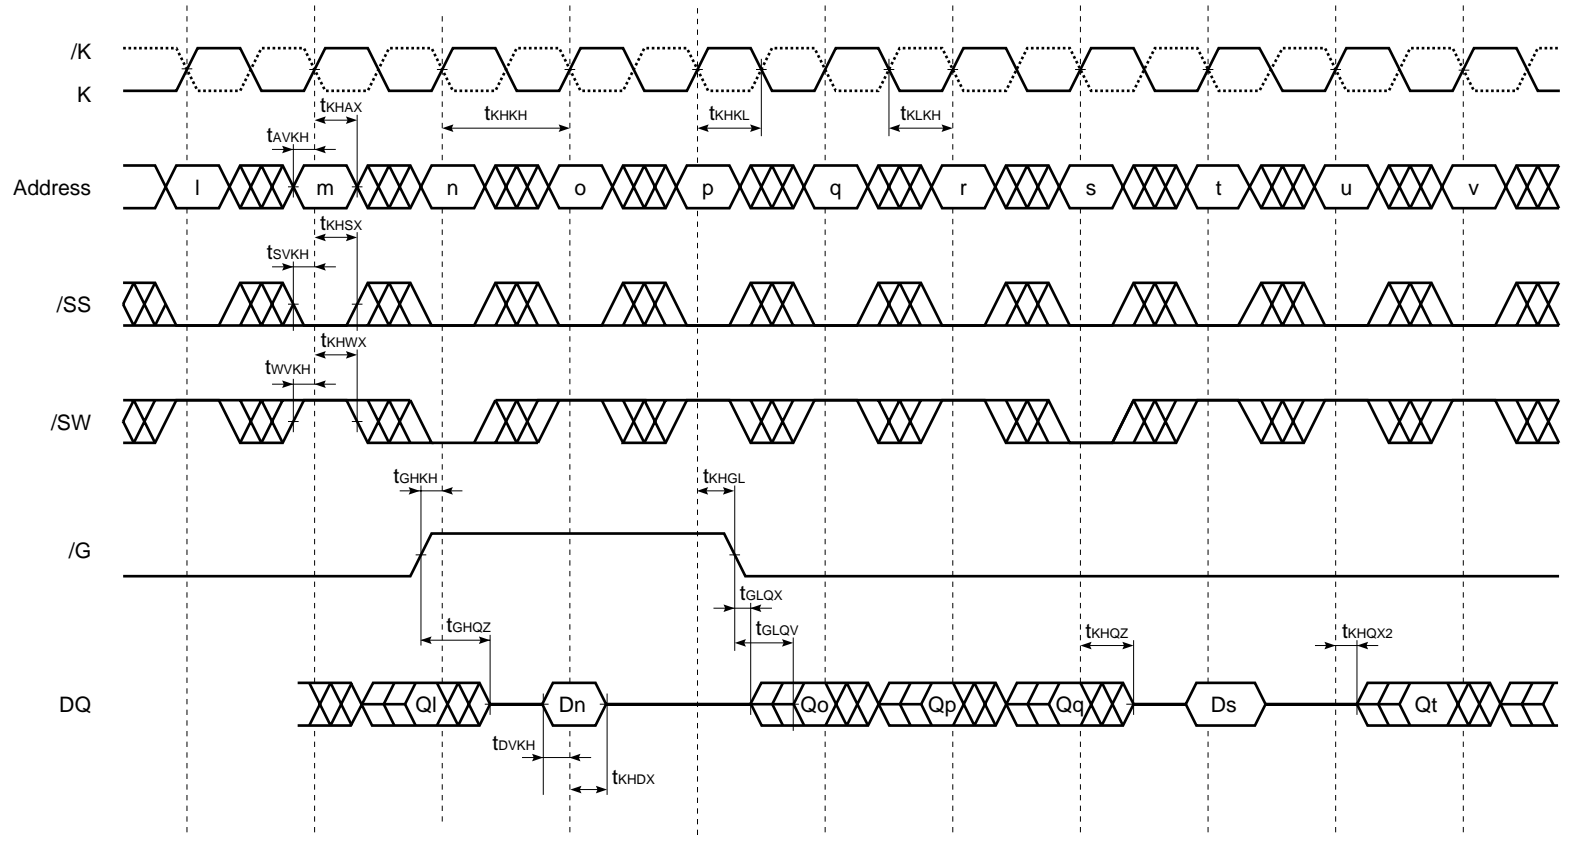 /K
K
tKHAX
tKHKH
tKHKL
tKLKH
tAVKH
Address
l
m
n
o
p
q
r
s
t
u
v
tKHSX
tSVKH
/SS
tKHWX
tWVKH
/SW
tGHKH
tKHGL
/G
tGLQX
tGHQZ
tGLQV
tKHQZ
tKHQX2
DQ
Ql
Dn
Qo
Qp
Qq
Ds
Qt
tDVKH
tKHDX